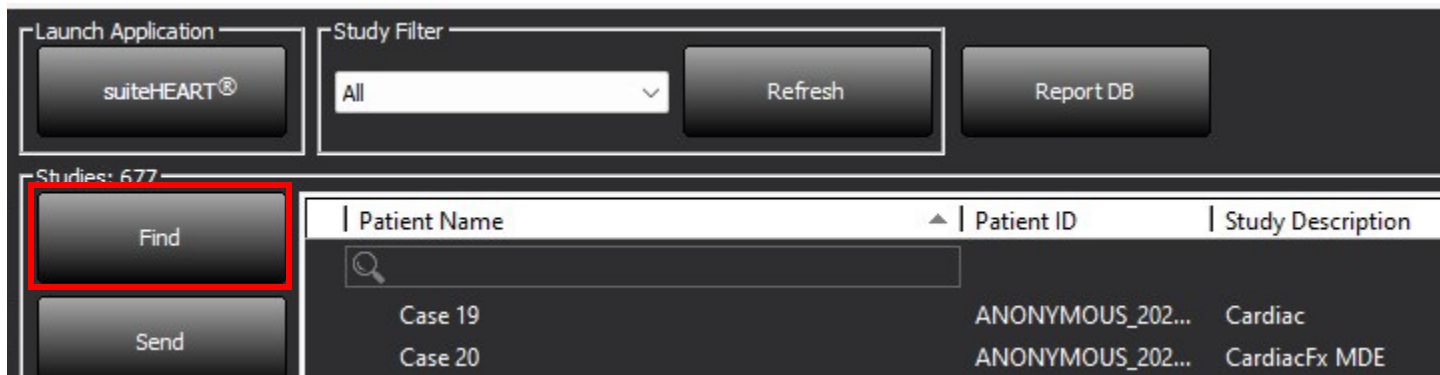 Launch Application
Study Filter
suiteHEART®
All
Refresh
Report DB
Studies: 677
Find
Patient Name
Patient ID
Study Description
Case 19
ANONYMOUS_202...
Cardiac
Send
Case 20
ANONYMOUS_202...
CardiacFx MDE